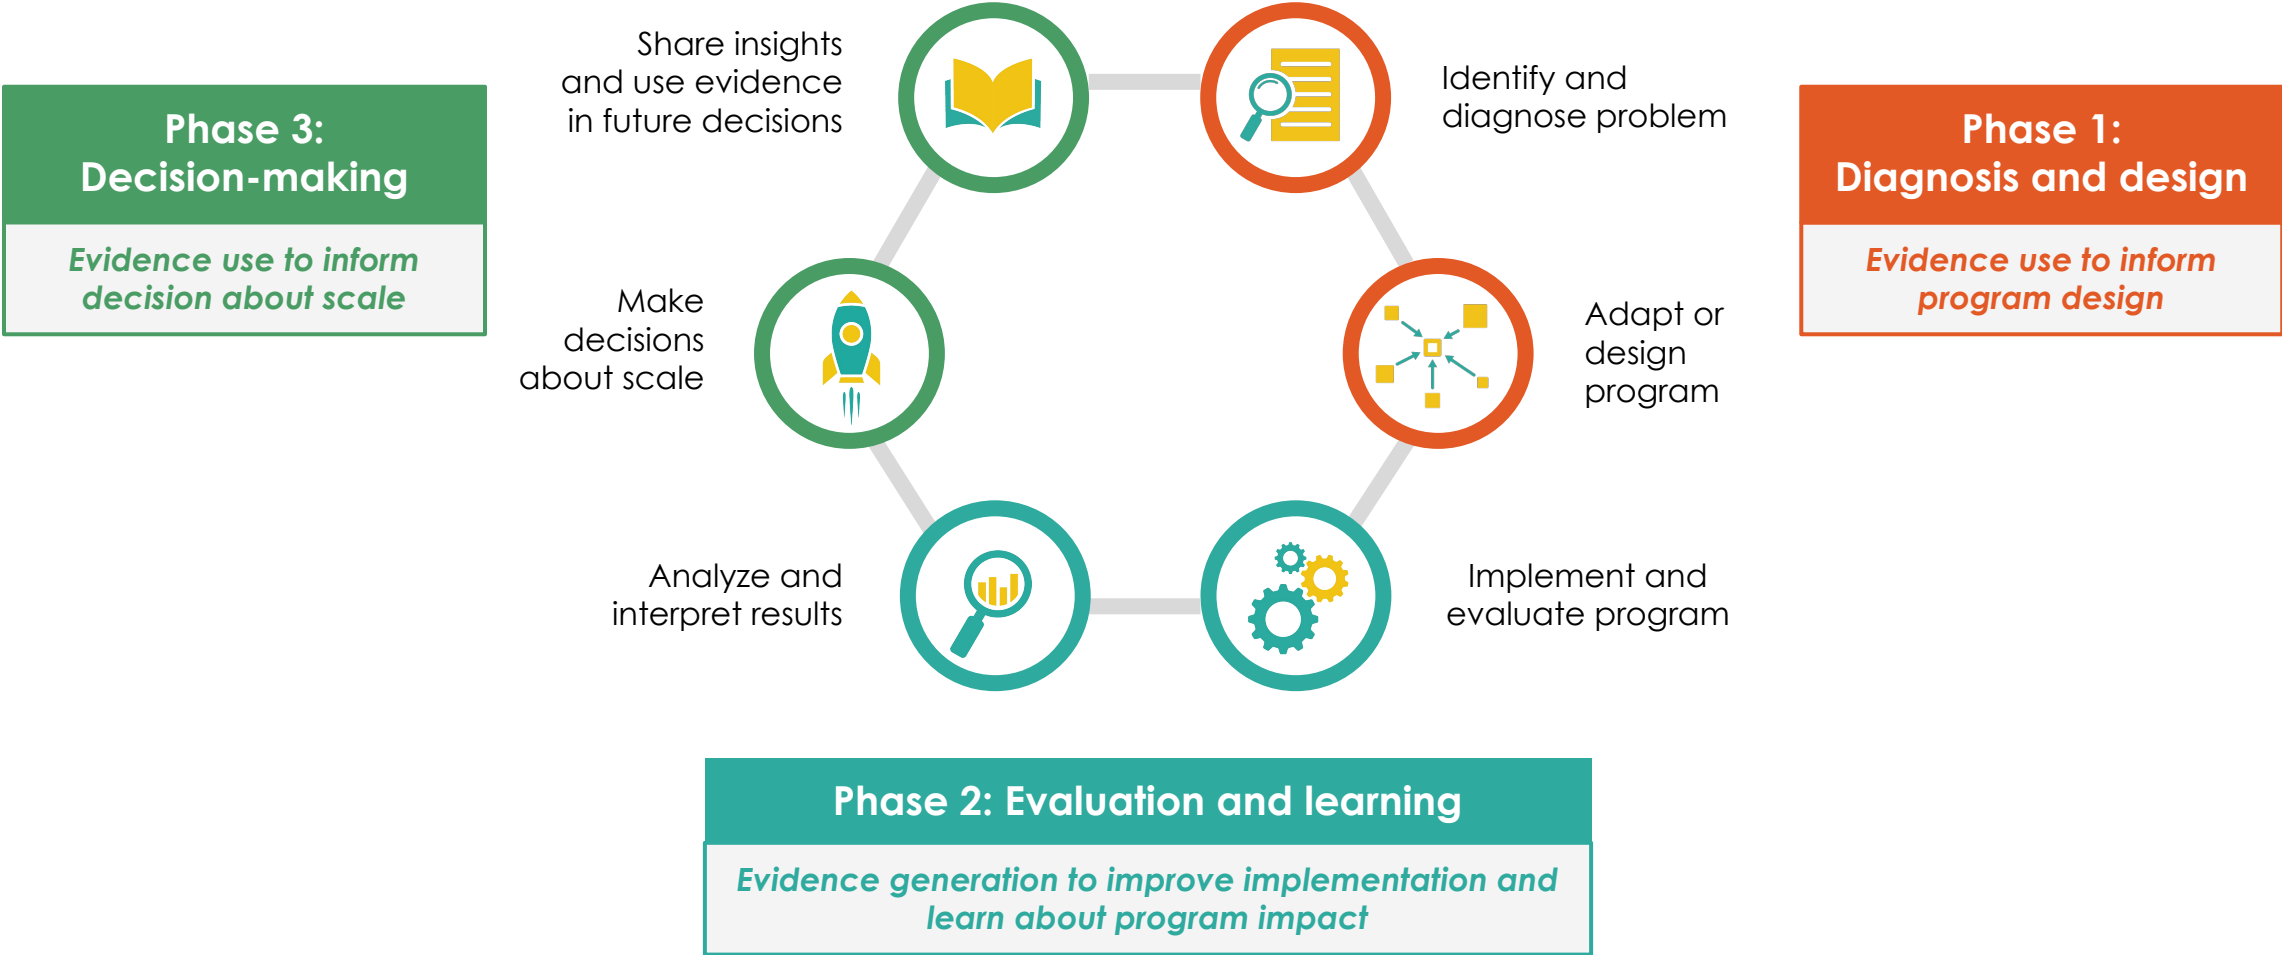 Share insights
and use evidence
in future decisions
Identify and
diagnose problem
Phase 3:
Decision-making
Evidence use to inform
decision about scale
Phase 1:
Diagnosis and design
Evidence use to inform
program design
Make
decisions
about scale
Adapt or
design
program
Analyze and
interpret results
Implement and
evaluate program
Phase 2: Evaluation and learning
Evidence generation to improve implementation and
learn about program impact